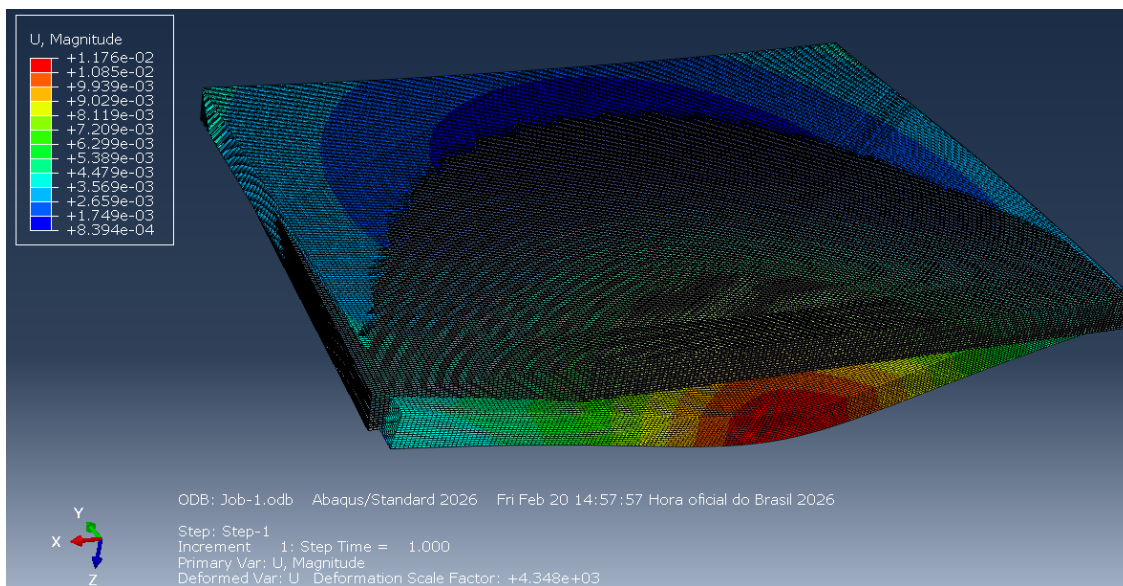 U, Magnitude
+1.176e-02
+1.085e-02
+9.939e-03
+9.029e-03
+8.119e-03
+7.209e-03
+6.299e-03
+5.389e-03
+4.479e-03
+3.569e-03
+2.659e-03
+1.749e-03
+8.394e-04
ODB: Job-1.odb    Abaqus/Standard 2026    Fri Feb 20 14:57:57 Hora oficial do Brasil 2026
Y
X
Z
Step: Step-1
Increment     1: Step Time =    1.000
Primary Var: U, Magnitude
Deformed Var: U   Deformation Scale Factor: +4.348e+03